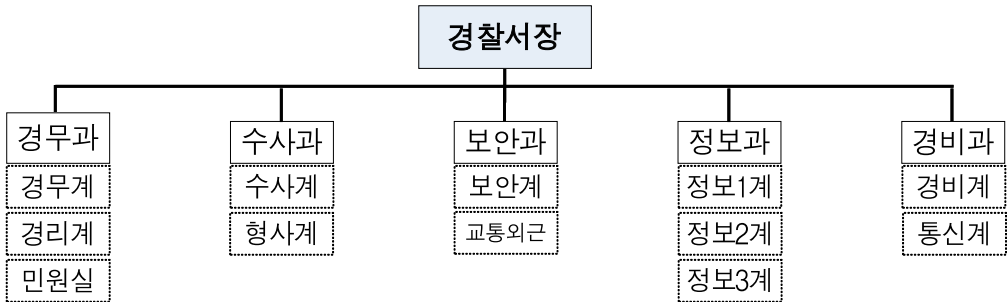 경찰서장
경무과
경무계
경리계
민원실
수사과
수사계
형사계
보안과
보안계
교통외근
정보과
정보1계
정보2계
정보3계
경비과
경비계
통신계